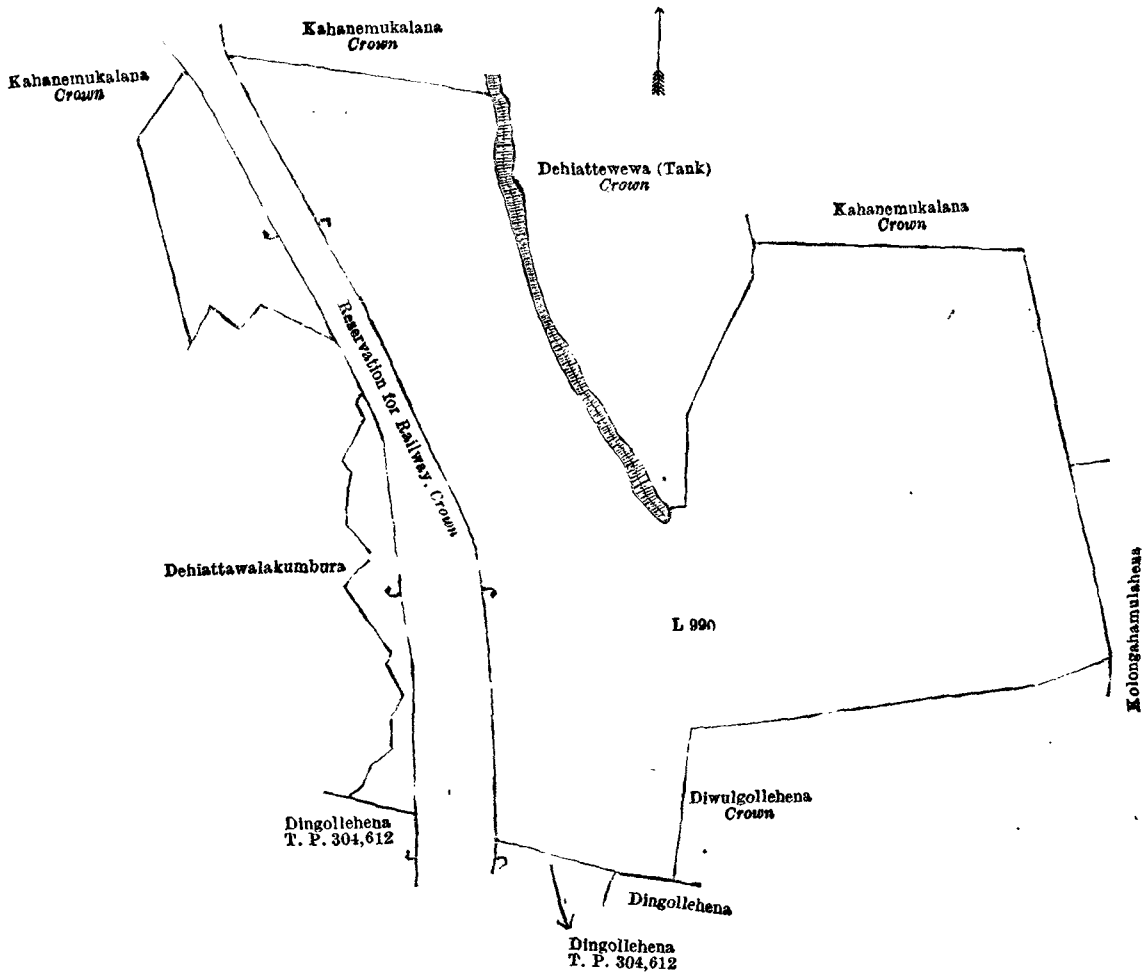 Kahanemukalana
Crown
Kahanemukalana
Crown
Dehiattewewa (Tank)
Crown
Kahanemukalana
Crown
Reservation for Railway, Crown
Dehiattawalakumbura
L 990
Kolongahamulahena
Diwulgollehena
Crown
Dingollehena
T. P. 304,612
Dingollehena
Dingollehena
T. P. 304,612